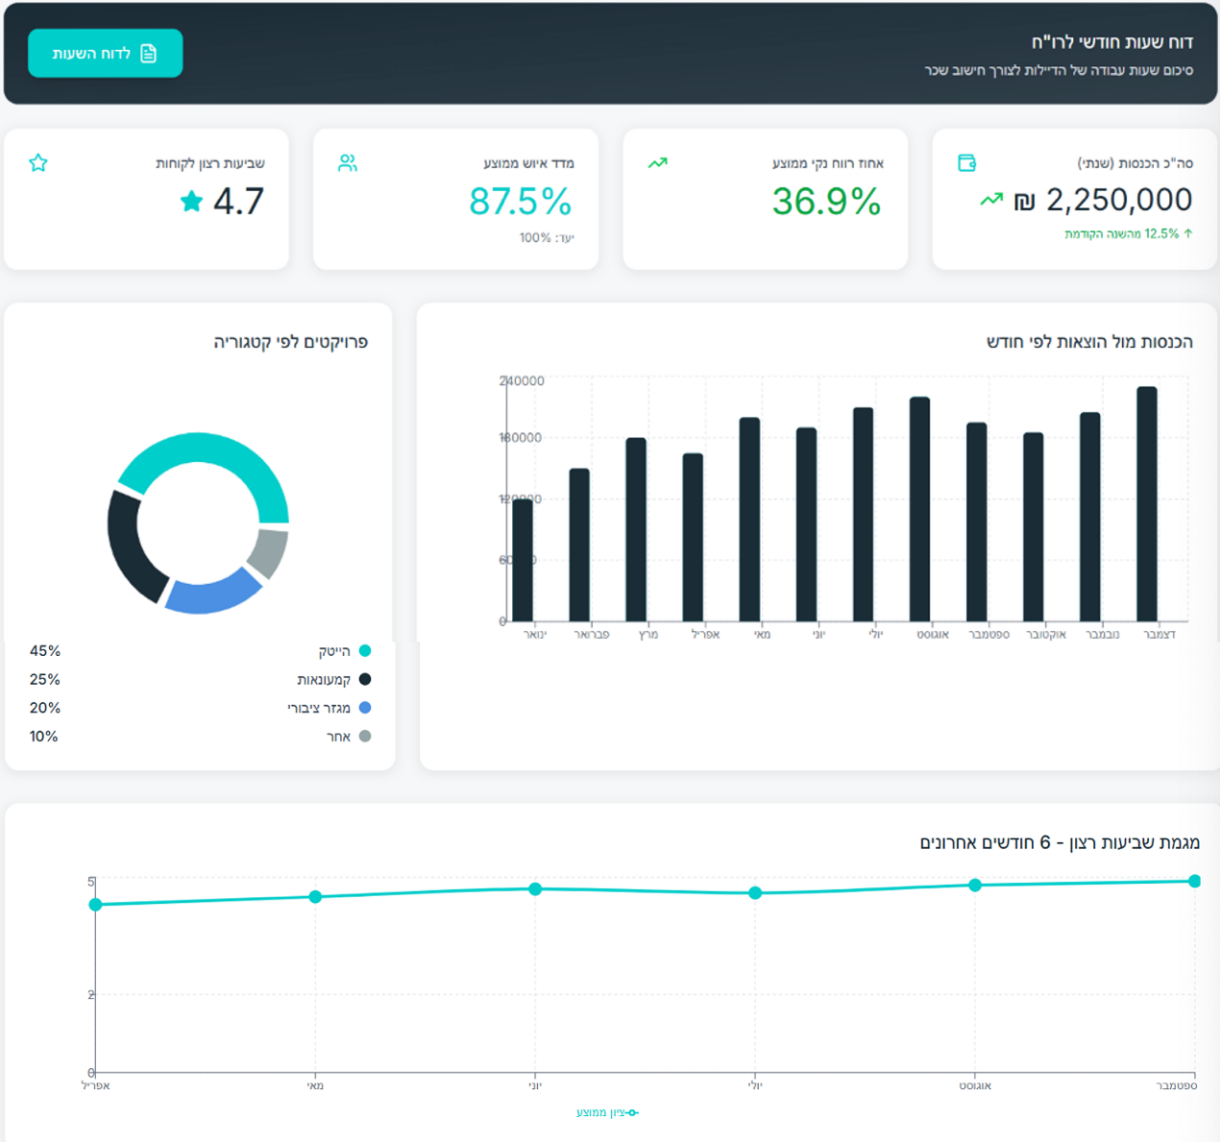 דוח שעות חודשי לרו"ח
סיכום שעות עבודה של הדיילות לצורך חישוב שכר
לדוח השעות
סה"כ הכנסות (שנתי)
2,250,000 ₪
↑ 12.5% מהשנה הקודמת
אחוז רווח נקי ממוצע
36.9%
מדד איוש ממוצע
87.5%
יעד: 100%
שביעות רצון לקוחות
4.7
הכנסות מול הוצאות לפי חודש
240000
180000
120000
60000
0
ינואר פברואר מרץ אפריל מאי יוני יולי אוגוסט ספטמבר אוקטובר נובמבר דצמבר
פרויקטים לפי קטגוריה
הייטק 45%
קמעונאות 25%
מגזר ציבורי 20%
אחר 10%
מגמת שביעות רצון - 6 חודשים אחרונים
5
2
0
אפריל מאי יוני יולי אוגוסט ספטמבר
ציון ממוצע